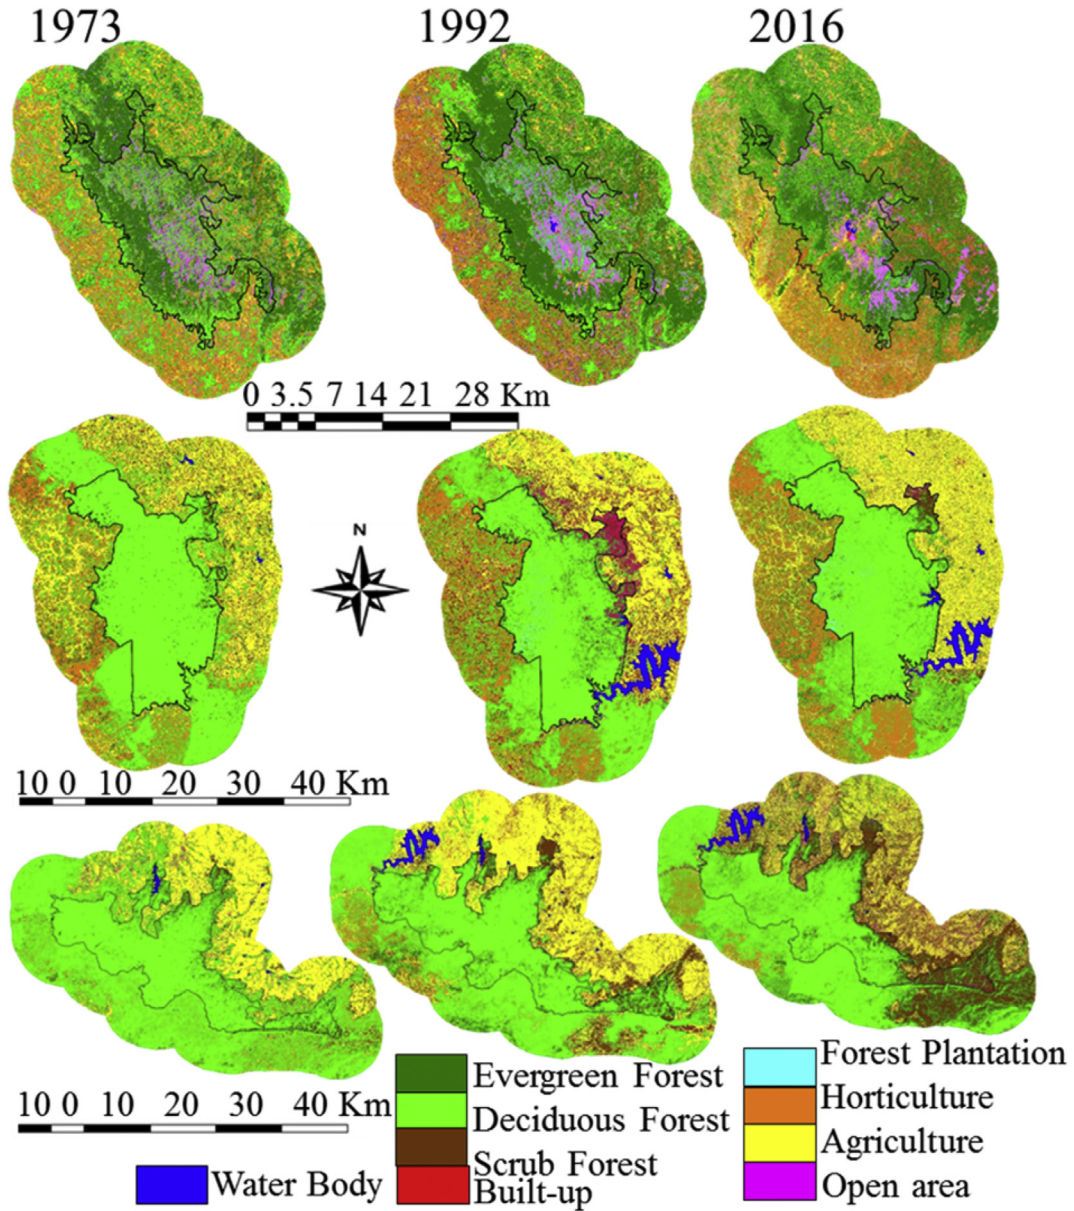 1973 1992 2016
0 3.5 7 14 21 28 Km
N
10 0 10 20 30 40 Km
10 0 10 20 30 40 Km
Evergreen Forest
Deciduous Forest
Scrub Forest
Built-up
Water Body
Forest Plantation
Horticulture
Agriculture
Open area